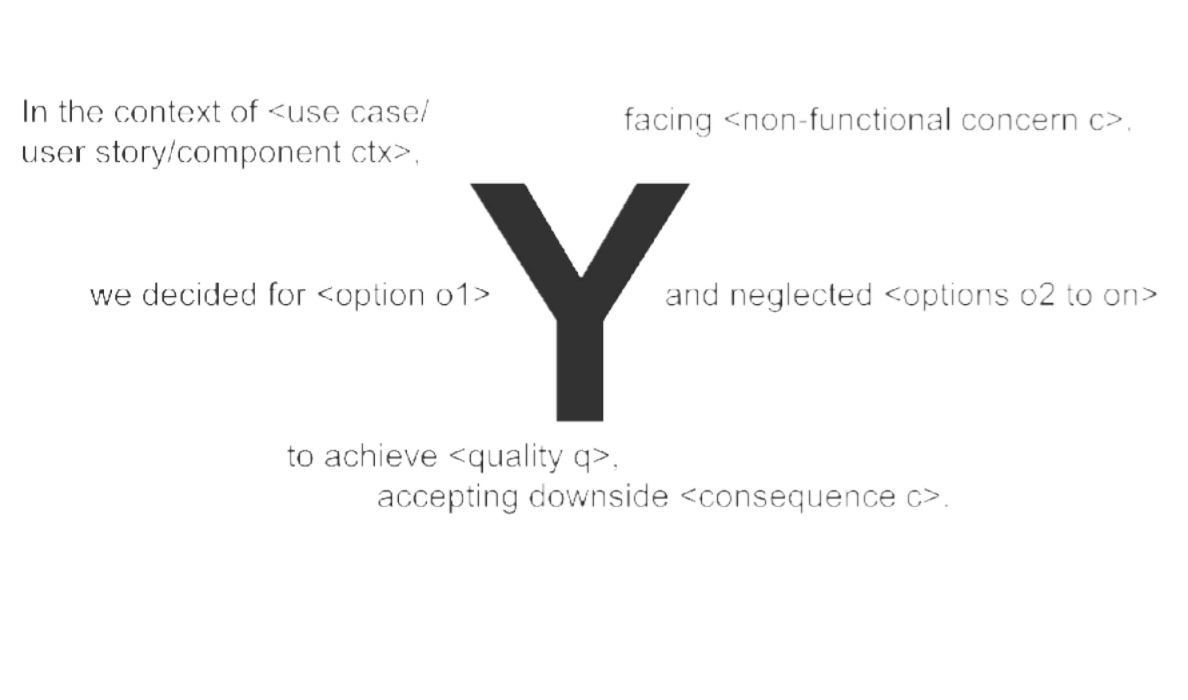 In the context of <use case/
user story/component ctx>,
facing <non-functional concern c>,
Y
we decided for <option o1>
and neglected <options o2 to on>
to achieve <quality q>,
accepting downside <consequence c>.